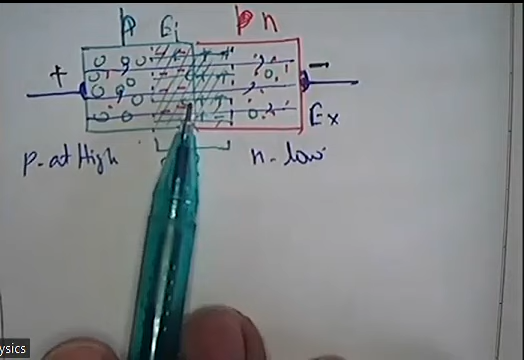 p Ei p n
+ -
Ex
p-at High n-low
ysics